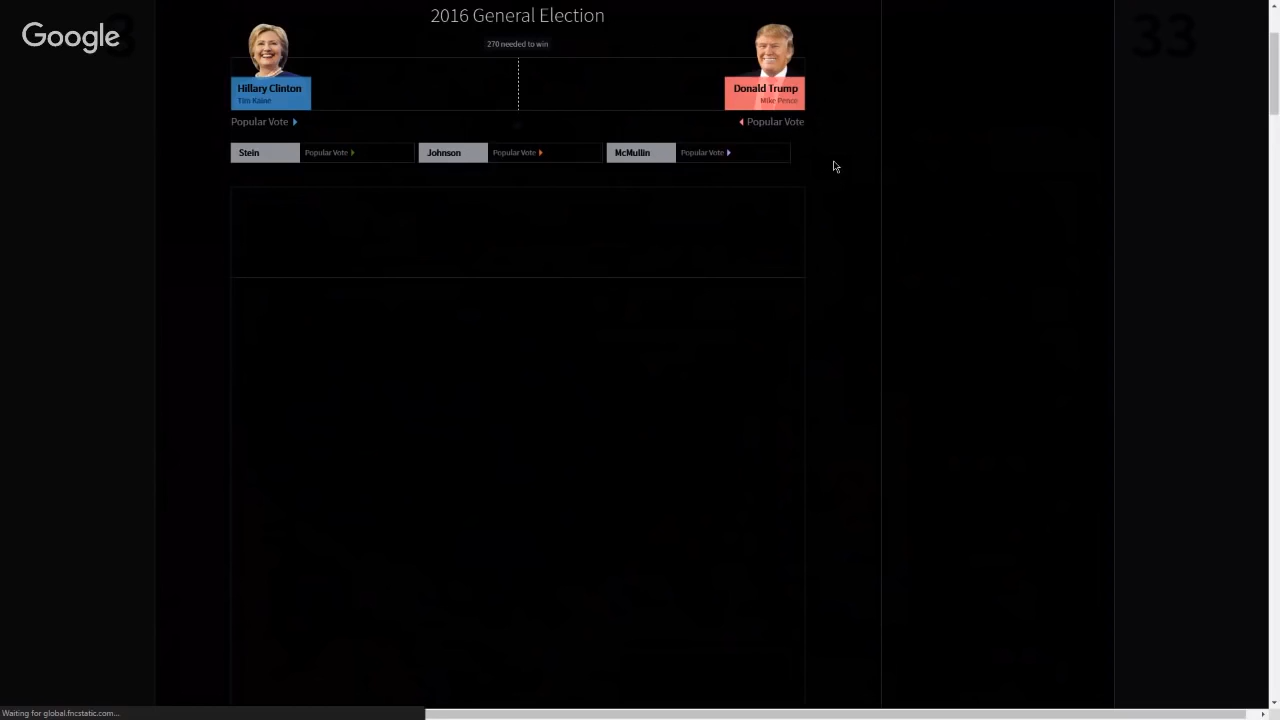 Google
2016 General Election
33
270 needed to win
Hillary Clinton
Tim Kaine
Donald Trump
Mike Pence
Popular Vote
Popular Vote
Stein Popular Vote Johnson Popular Vote McMullin Popular Vote
Waiting for global.fncstatic.com...